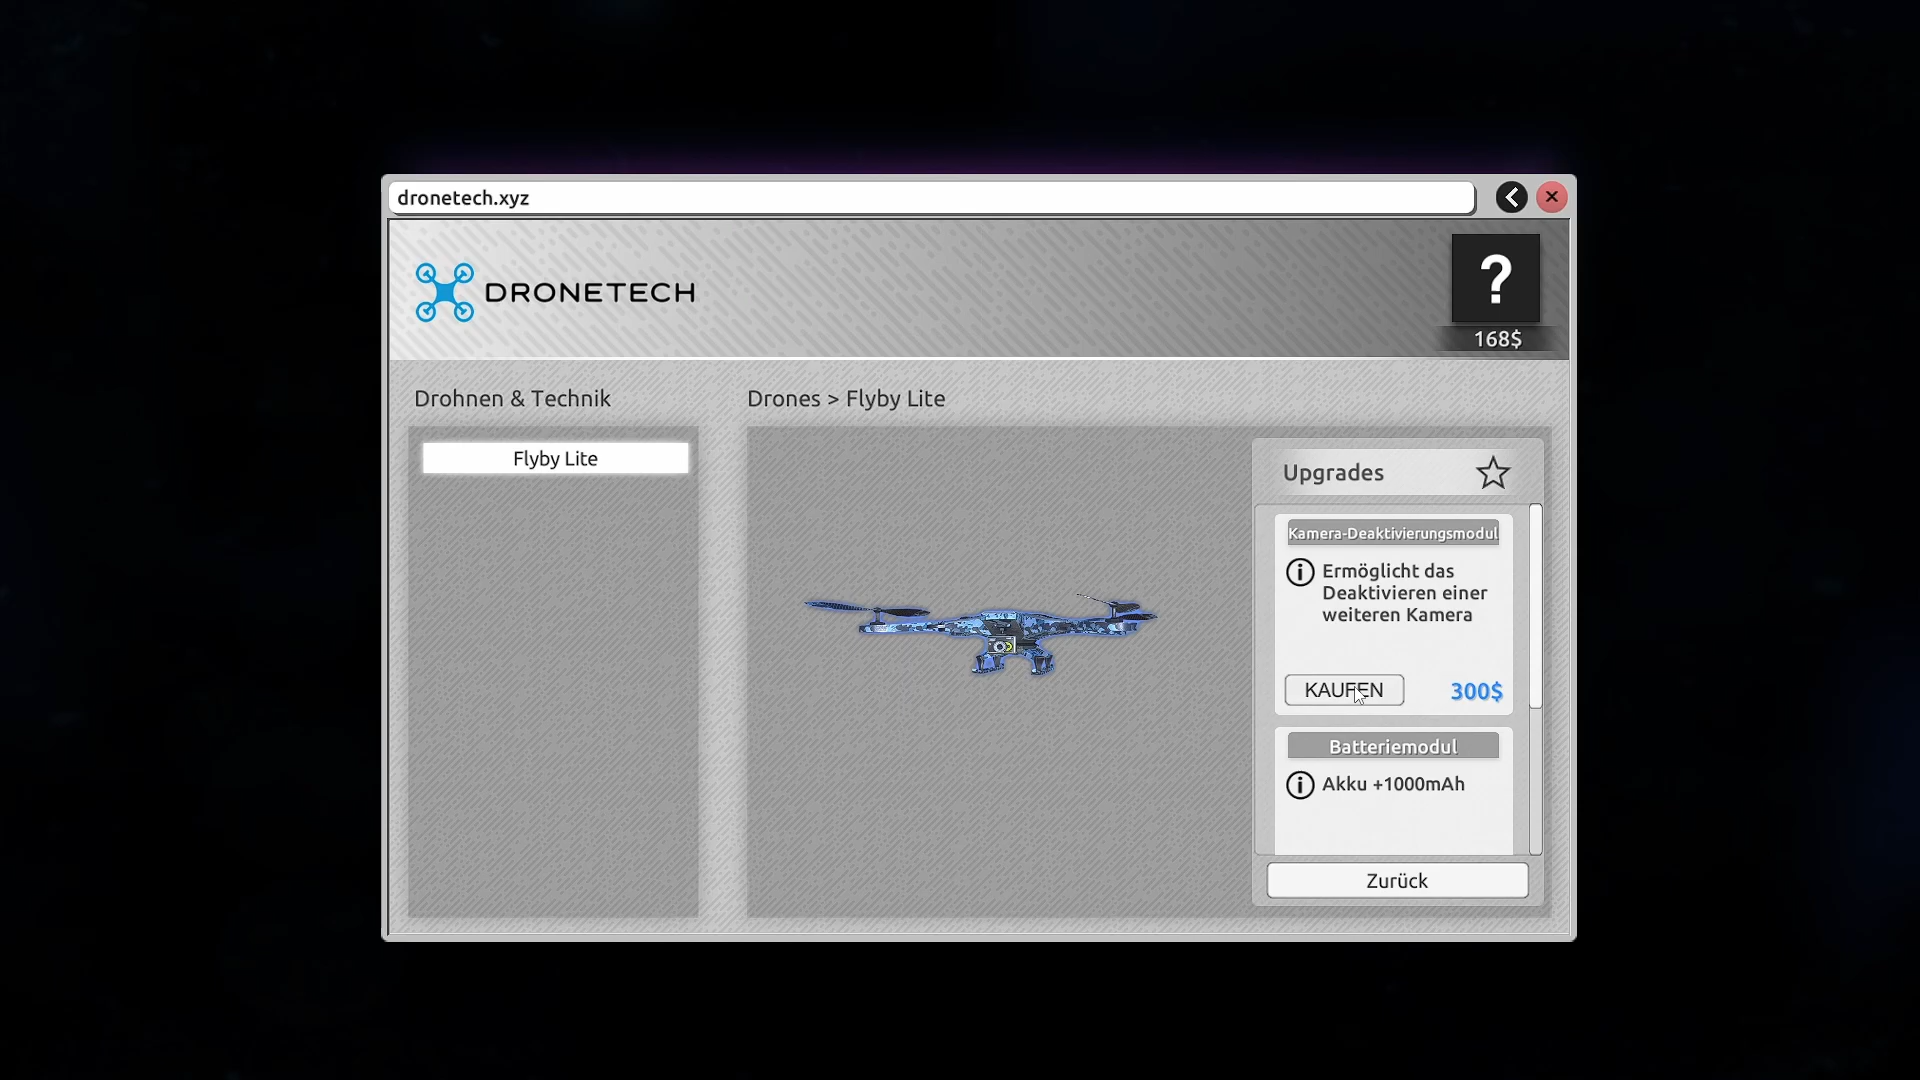 dronetech.xyz
DRONETECH
?
168$
Drohnen & Technik
Drones > Flyby Lite
Flyby Lite
Upgrades
Kamera-Deaktivierungsmodul
Ermöglicht das
Deaktivieren einer
weiteren Kamera
KAUFEN
300$
Batteriemodul
Akku +1000mAh
Zurück